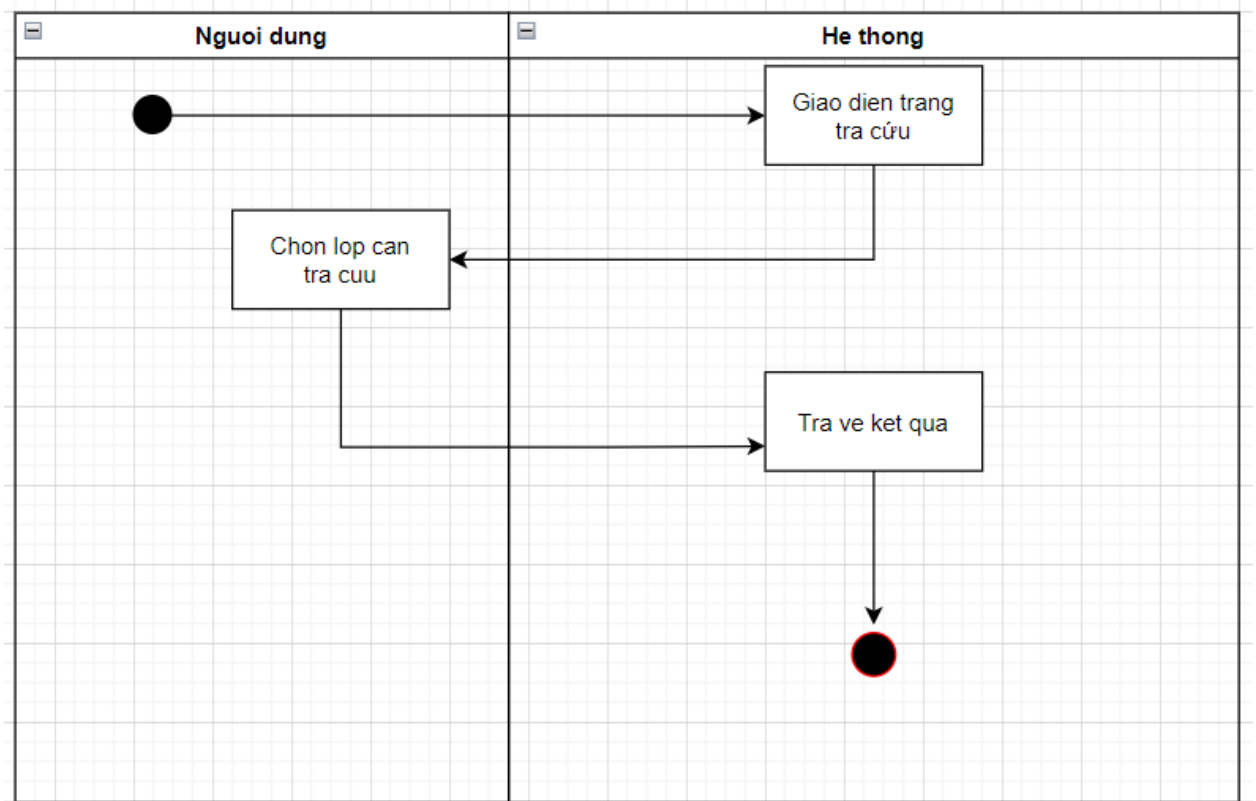 Nguoi dung
He thong
Giao dien trang
tra cứu
Chon lop can
tra cuu
Tra ve ket qua